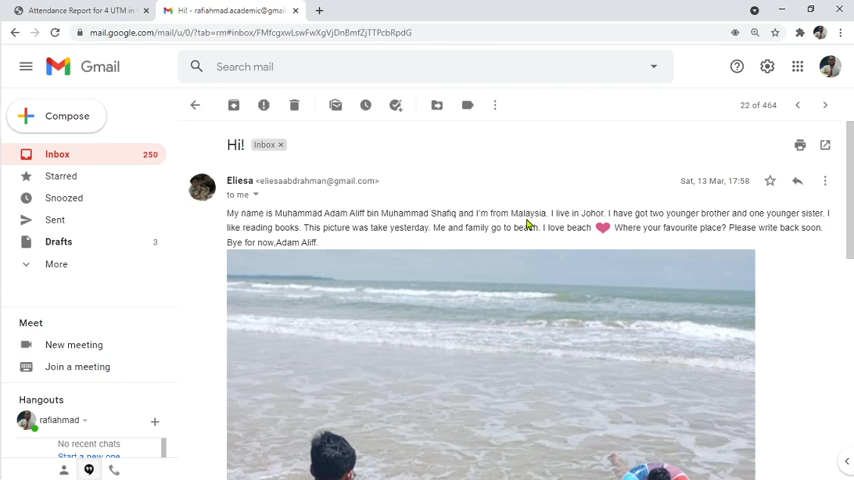 Attendance Report for 4 UTM in
Hi! - rafiahmad.academic@gmai
mail.google.com/mail/u/0/?tab=rm#inbox/FMfcgxwLswFwXgVjDnBmfZjTTPcbRpdG
Gmail
Search mail
Compose
22 of 464
Hi!
Inbox
Inbox 250
Starred
Snoozed
Sent
Drafts 3
More
Eliesa <eliesaabdrahman@gmail.com>
Sat, 13 Mar, 17:58
to me
My name is Muhammad Adam Aliff bin Muhammad Shafiq and I'm from Malaysia. I live in Johor. I have got two younger brother and one younger sister. I
like reading books. This picture was take yesterday. Me and family go to beach. I love beach Where your favourite place? Please write back soon.
Bye for now,Adam Aliff.
Meet
New meeting
Join a meeting
Hangouts
rafiahmad
No recent chats
Start a new one